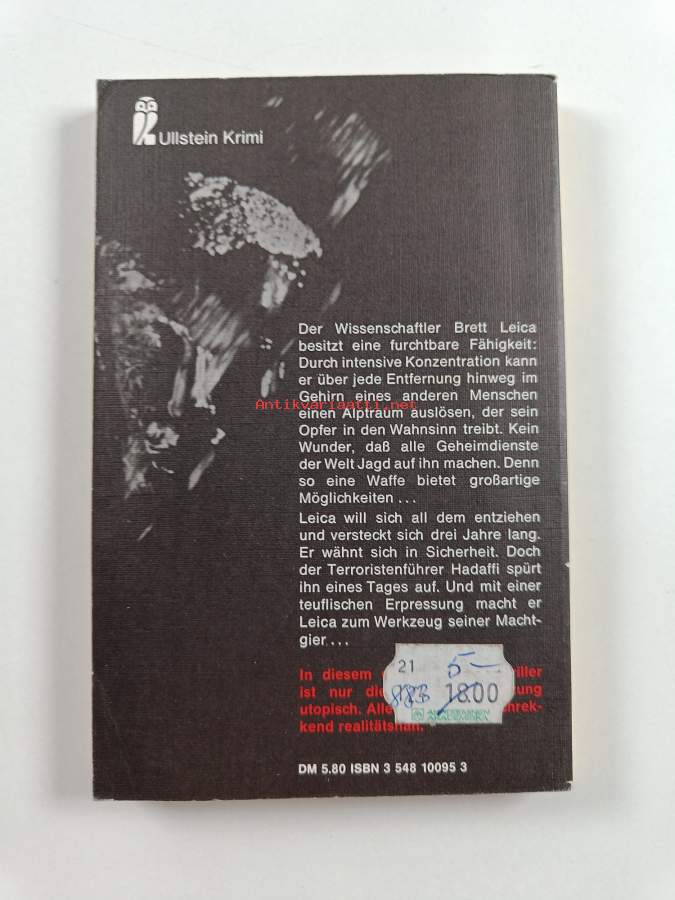 Ullstein Krimi
Der Wissenschaftler Brett Leica
besitzt eine furchtbare Fähigkeit:
Durch intensive Konzentration kann
er über jede Entfernung hinweg im
Gehirn eines anderen Menschen
einen Alptraum auslösen, der sein
Antikvariaatti.net
Opfer in den Wahnsinn treibt. Kein
Wunder, daß alle Geheimdienste
der Welt Jagd auf ihn machen. Denn
so eine Waffe bietet großartige
Möglichkeiten ...
Leica will sich all dem entziehen
und versteckt sich drei Jahre lang.
Er wähnt sich in Sicherheit. Doch
der Terroristenführer Hadaffi spürt
ihn eines Tages auf. Und mit einer
teuflischen Erpressung macht er
Leica zum Werkzeug seiner Macht-
gier ...
In diesem
ist nur die
utopisch.
kend realitätsnah.
21
5-
883
18.00
AKATEEMINEN
AKADEMISKA
DM 5.80 ISBN 3 548 10095 3